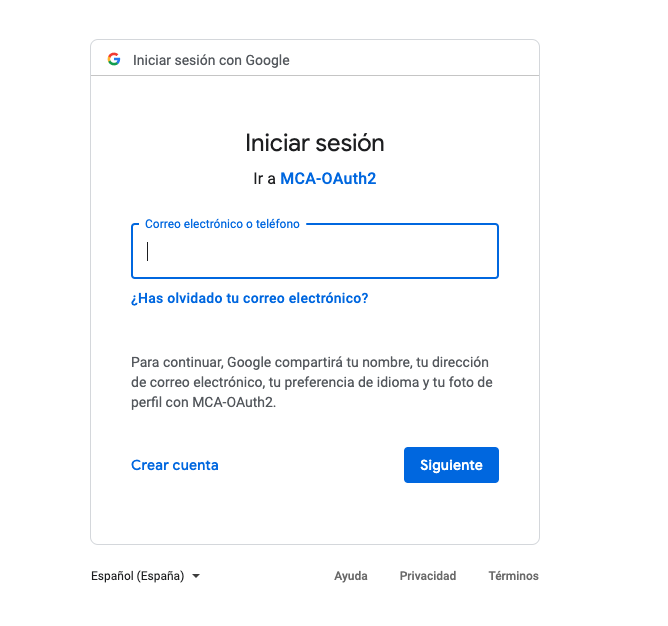 Iniciar sesión con Google
Iniciar sesión
Ir a MCA-OAuth2
Correo electrónico o teléfono
¿Has olvidado tu correo electrónico?
Para continuar, Google compartirá tu nombre, tu dirección
de correo electrónico, tu preferencia de idioma y tu foto de
perfil con MCA-OAuth2.
Crear cuenta
Siguiente
Español (España)
Ayuda
Privacidad
Términos